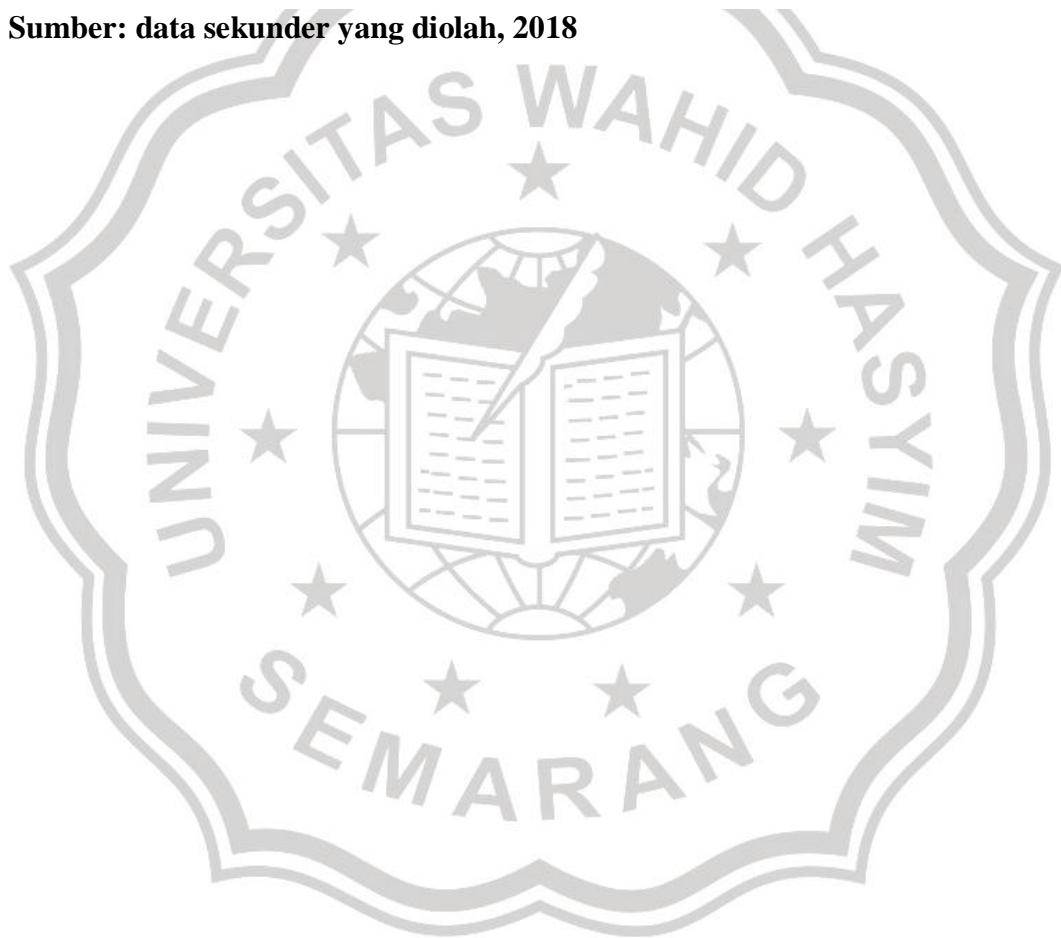 Sumber: data sekunder yang diolah, 2018
UNIVERSITAS WAHID HASYIM
SEMARANG